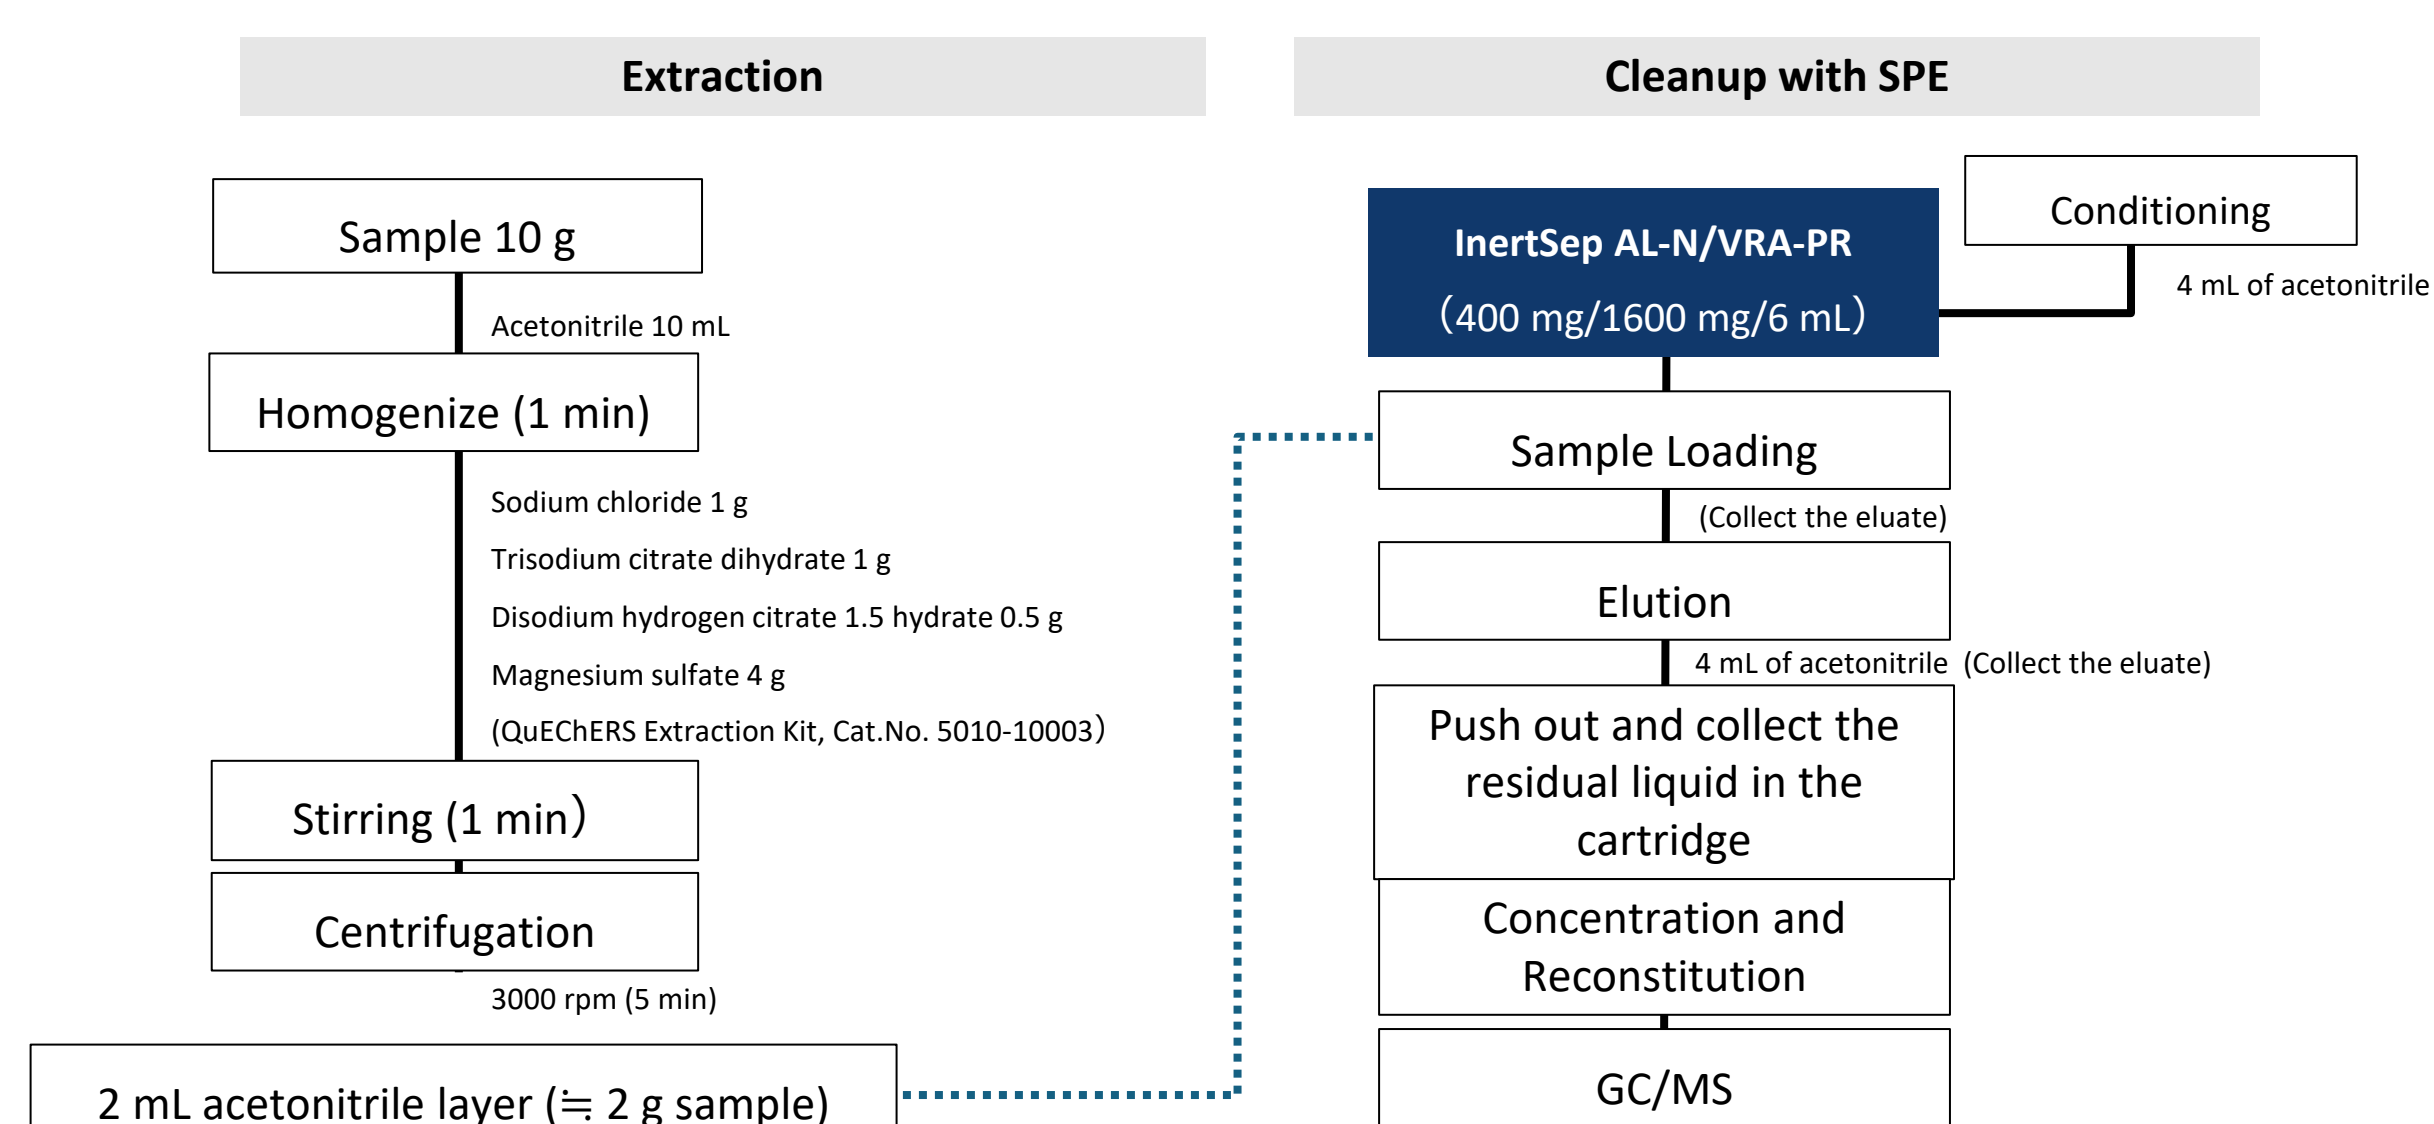 Extraction
Sample 10 g
Acetonitrile 10 mL
Homogenize (1 min)
Sodium chloride 1 g
Trisodium citrate dihydrate 1 g
Disodium hydrogen citrate 1.5 hydrate 0.5 g
Magnesium sulfate 4 g
(QuEChERS Extraction Kit, Cat.No. 5010-10003）
Stirring (1 min）
Centrifugation
3000 rpm (5 min)
2 mL acetonitrile layer (≒ 2 g sample)
Cleanup with SPE
Conditioning
4 mL of acetonitrile
InertSep AL-N/VRA-PR
（400 mg/1600 mg/6 mL）
Sample Loading
(Collect the eluate)
Elution
4 mL of acetonitrile (Collect the eluate)
Push out and collect the
residual liquid in the
cartridge
Concentration and
Reconstitution
GC/MS